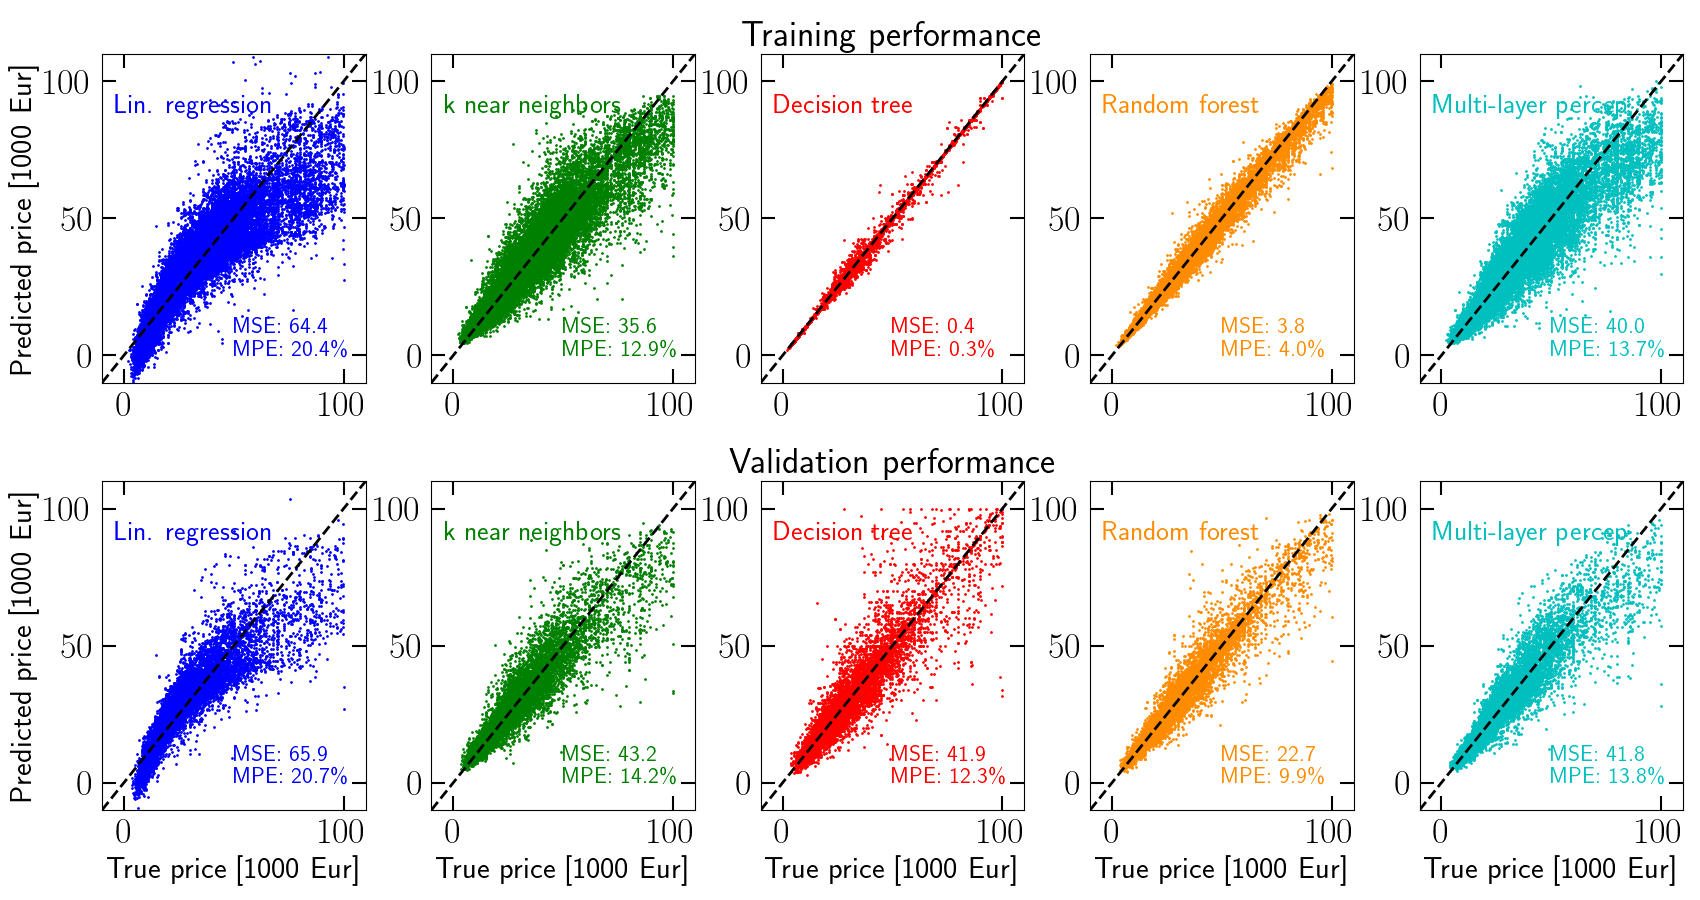 Training performance
Predicted price [1000 Eur]
100
50
0
0
100
Lin. regression
MSE: 64.4
MPE: 20.4%
100
50
0
0
100
k near neighbors
MSE: 35.6
MPE: 12.9%
100
50
0
0
100
Decision tree
MSE: 0.4
MPE: 0.3%
100
50
0
0
100
Random forest
MSE: 3.8
MPE: 4.0%
100
50
0
0
100
Multi-layer percep.
MSE: 40.0
MPE: 13.7%
Validation performance
Predicted price [1000 Eur]
100
50
0
0
100
Lin. regression
MSE: 65.9
MPE: 20.7%
True price [1000 Eur]
100
50
0
0
100
k near neighbors
MSE: 43.2
MPE: 14.2%
True price [1000 Eur]
100
50
0
0
100
Decision tree
MSE: 41.9
MPE: 12.3%
True price [1000 Eur]
100
50
0
0
100
Random forest
MSE: 22.7
MPE: 9.9%
True price [1000 Eur]
100
50
0
0
100
Multi-layer percep.
MSE: 41.8
MPE: 13.8%
True price [1000 Eur]